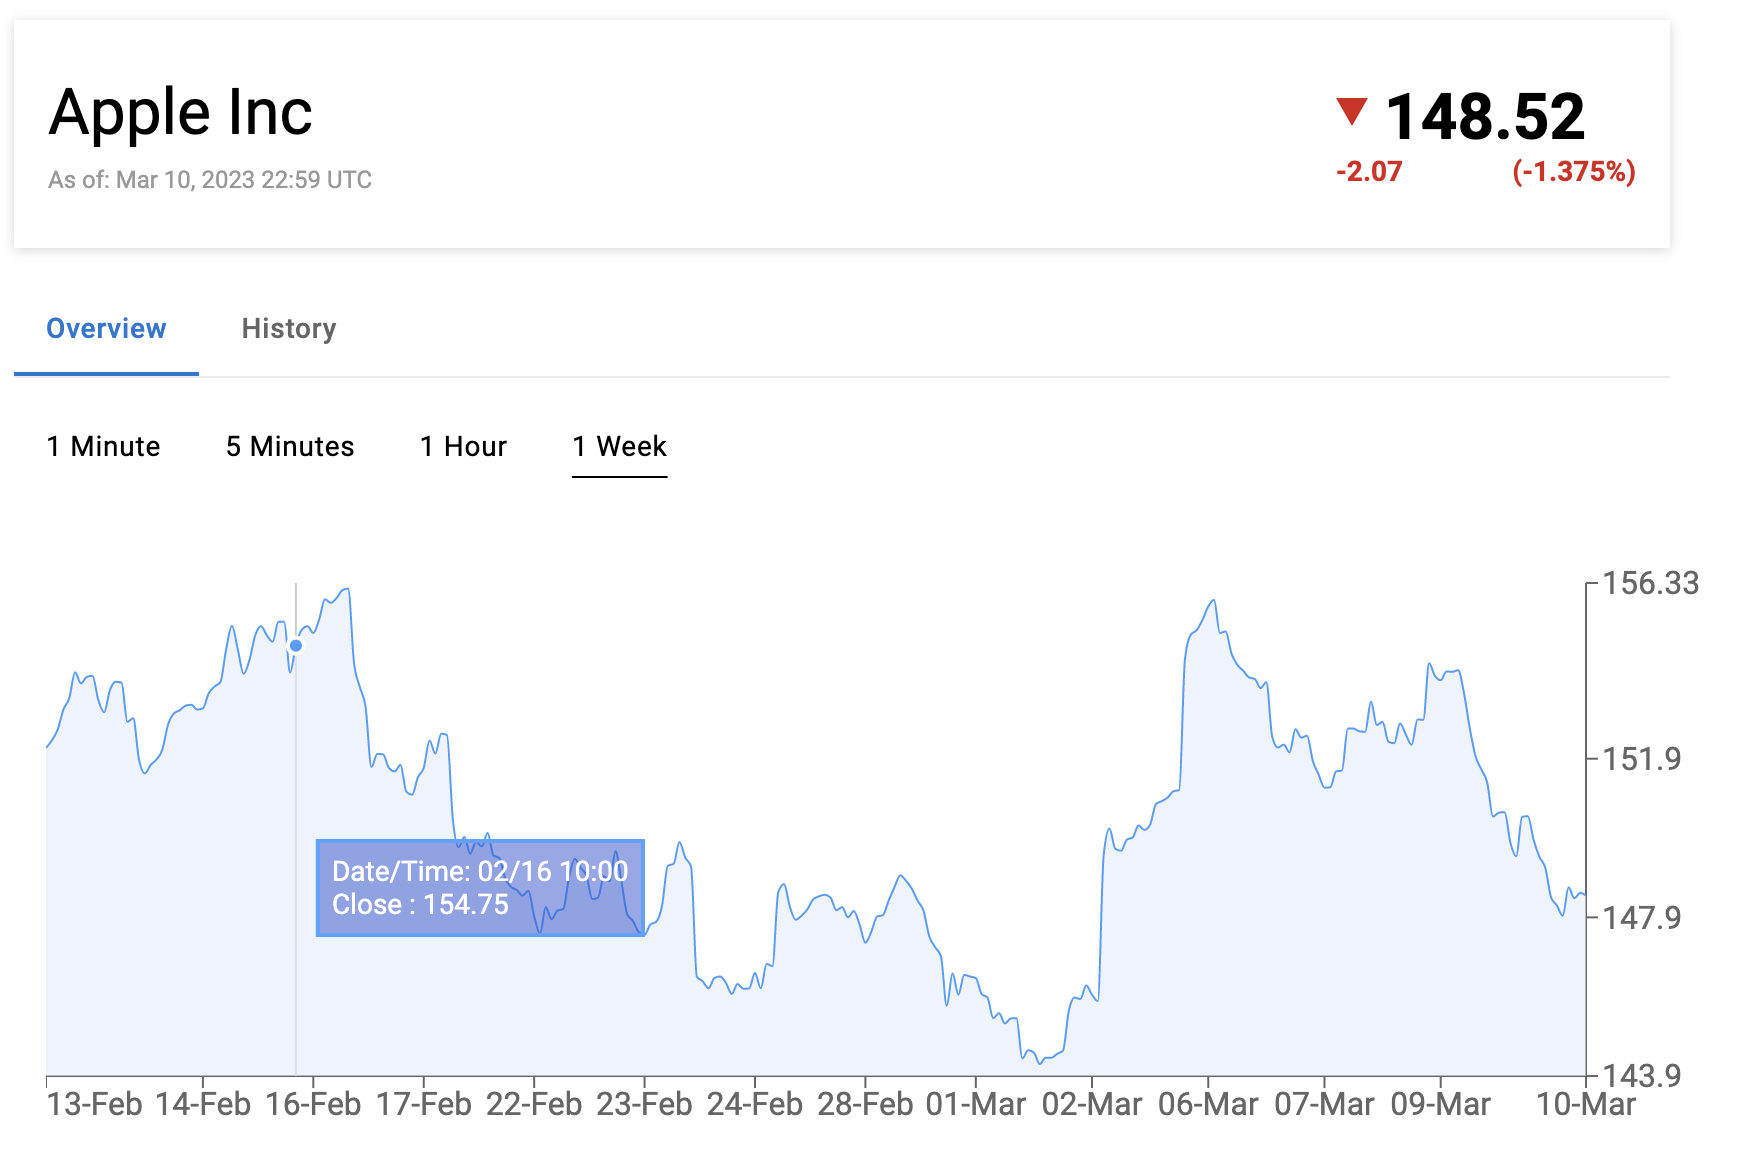 Apple Inc
As of: Mar 10, 2023 22:59 UTC
148.52
-2.07 (-1.375%)
Overview History
1 Minute 5 Minutes 1 Hour 1 Week
156.33
151.9
147.9
143.9
Date/Time: 02/16 10:00
Close : 154.75
13-Feb 14-Feb 16-Feb 17-Feb 22-Feb 23-Feb 24-Feb 28-Feb 01-Mar 02-Mar 06-Mar 07-Mar 09-Mar 10-Mar